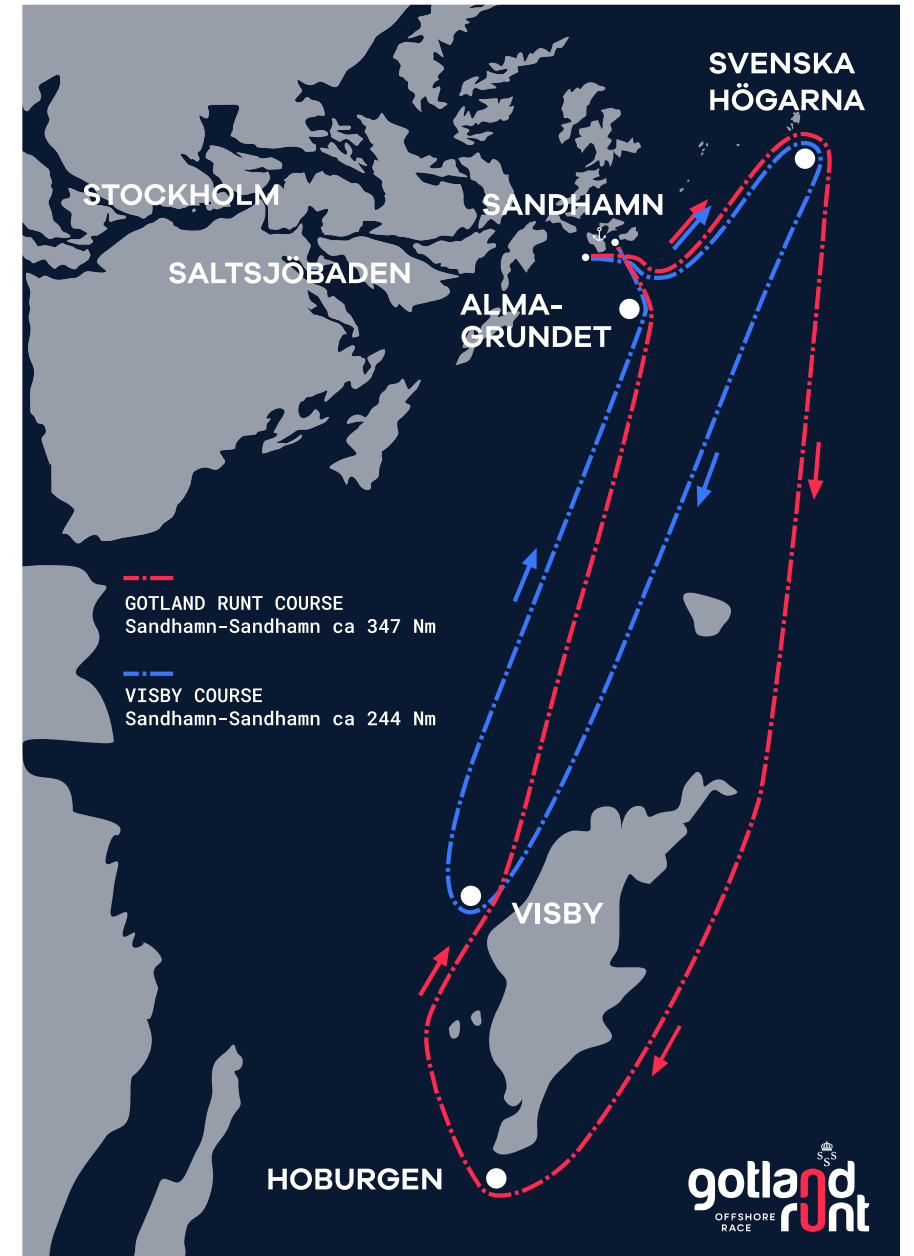 SVENSKA
HÖGARNA
STOCKHOLM
SANDHAMN
SALTSJÖBADEN
ALMA-
GRUNDET
GOTLAND RUNT COURSE
Sandhamn-Sandhamn ca 347 Nm
VISBY COURSE
Sandhamn-Sandhamn ca 244 Nm
VISBY
HOBURGEN
SSS
gotland
OFFSHORE
RACE
runt